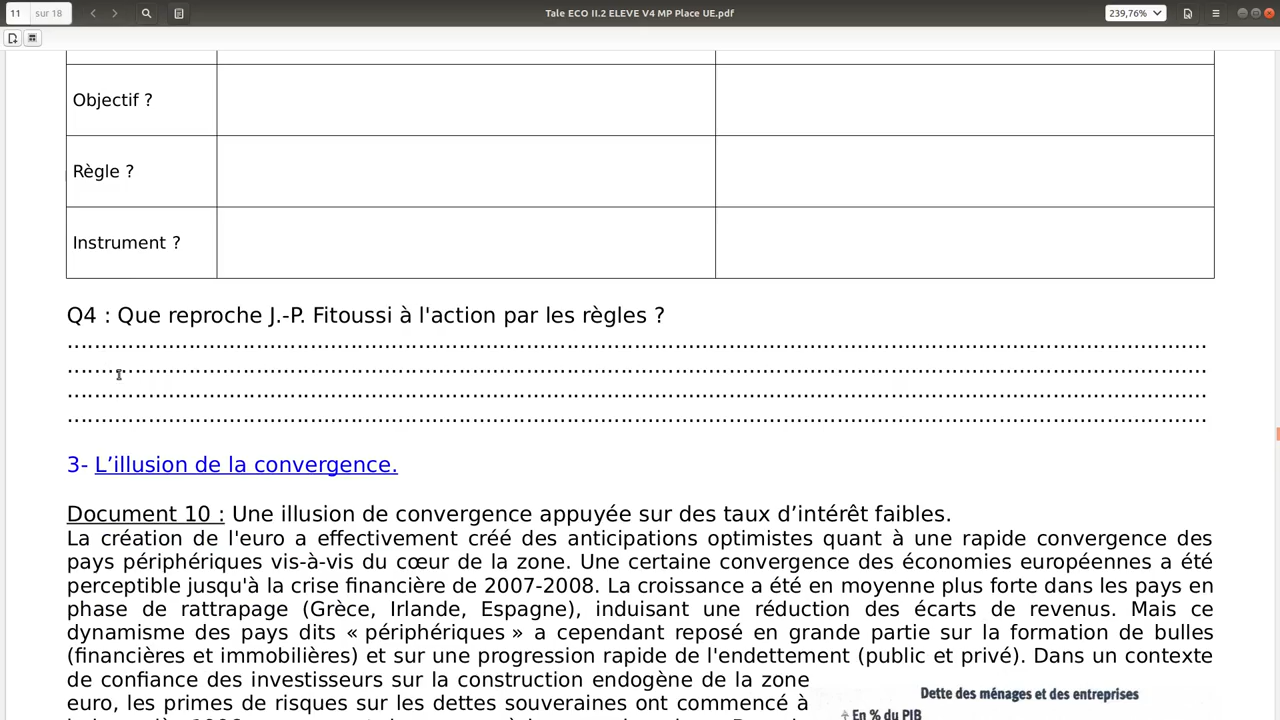 11 sur 18
Tale ECO II.2 ELEVE V4 MP Place UE.pdf
239,76%
Objectif ?
Règle ?
Instrument ?
Q4 : Que reproche J.-P. Fitoussi à l'action par les règles ?
3- L’illusion de la convergence.
Document 10 : Une illusion de convergence appuyée sur des taux d’intérêt faibles.
La création de l'euro a effectivement créé des anticipations optimistes quant à une rapide convergence des
pays périphériques vis-à-vis du cœur de la zone. Une certaine convergence des économies européennes a été
perceptible jusqu'à la crise financière de 2007-2008. La croissance a été en moyenne plus forte dans les pays en
phase de rattrapage (Grèce, Irlande, Espagne), induisant une réduction des écarts de revenus. Mais ce
dynamisme des pays dits « périphériques » a cependant reposé en grande partie sur la formation de bulles
(financières et immobilières) et sur une progression rapide de l'endettement (public et privé). Dans un contexte
de confiance des investisseurs sur la construction endogène de la zone
euro, les primes de risques sur les dettes souveraines ont commencé à
Dette des ménages et des entreprises
En % du PIB